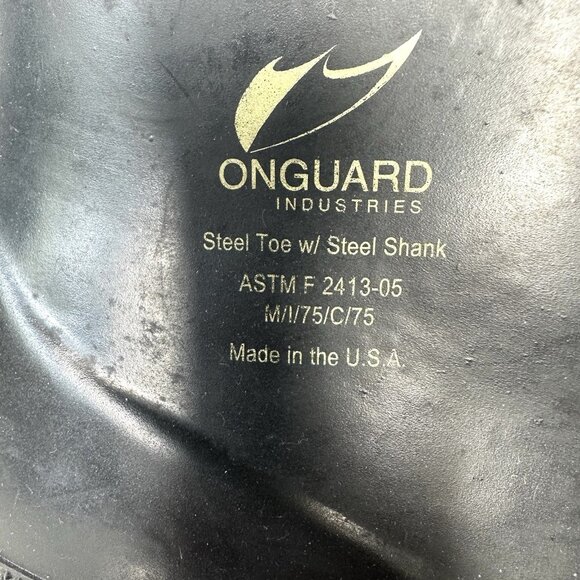 ONGUARD
INDUSTRIES
Steel Toe w/ Steel Shank
ASTM F 2413-05
M/I/75/C/75
Made in the U.S.A.